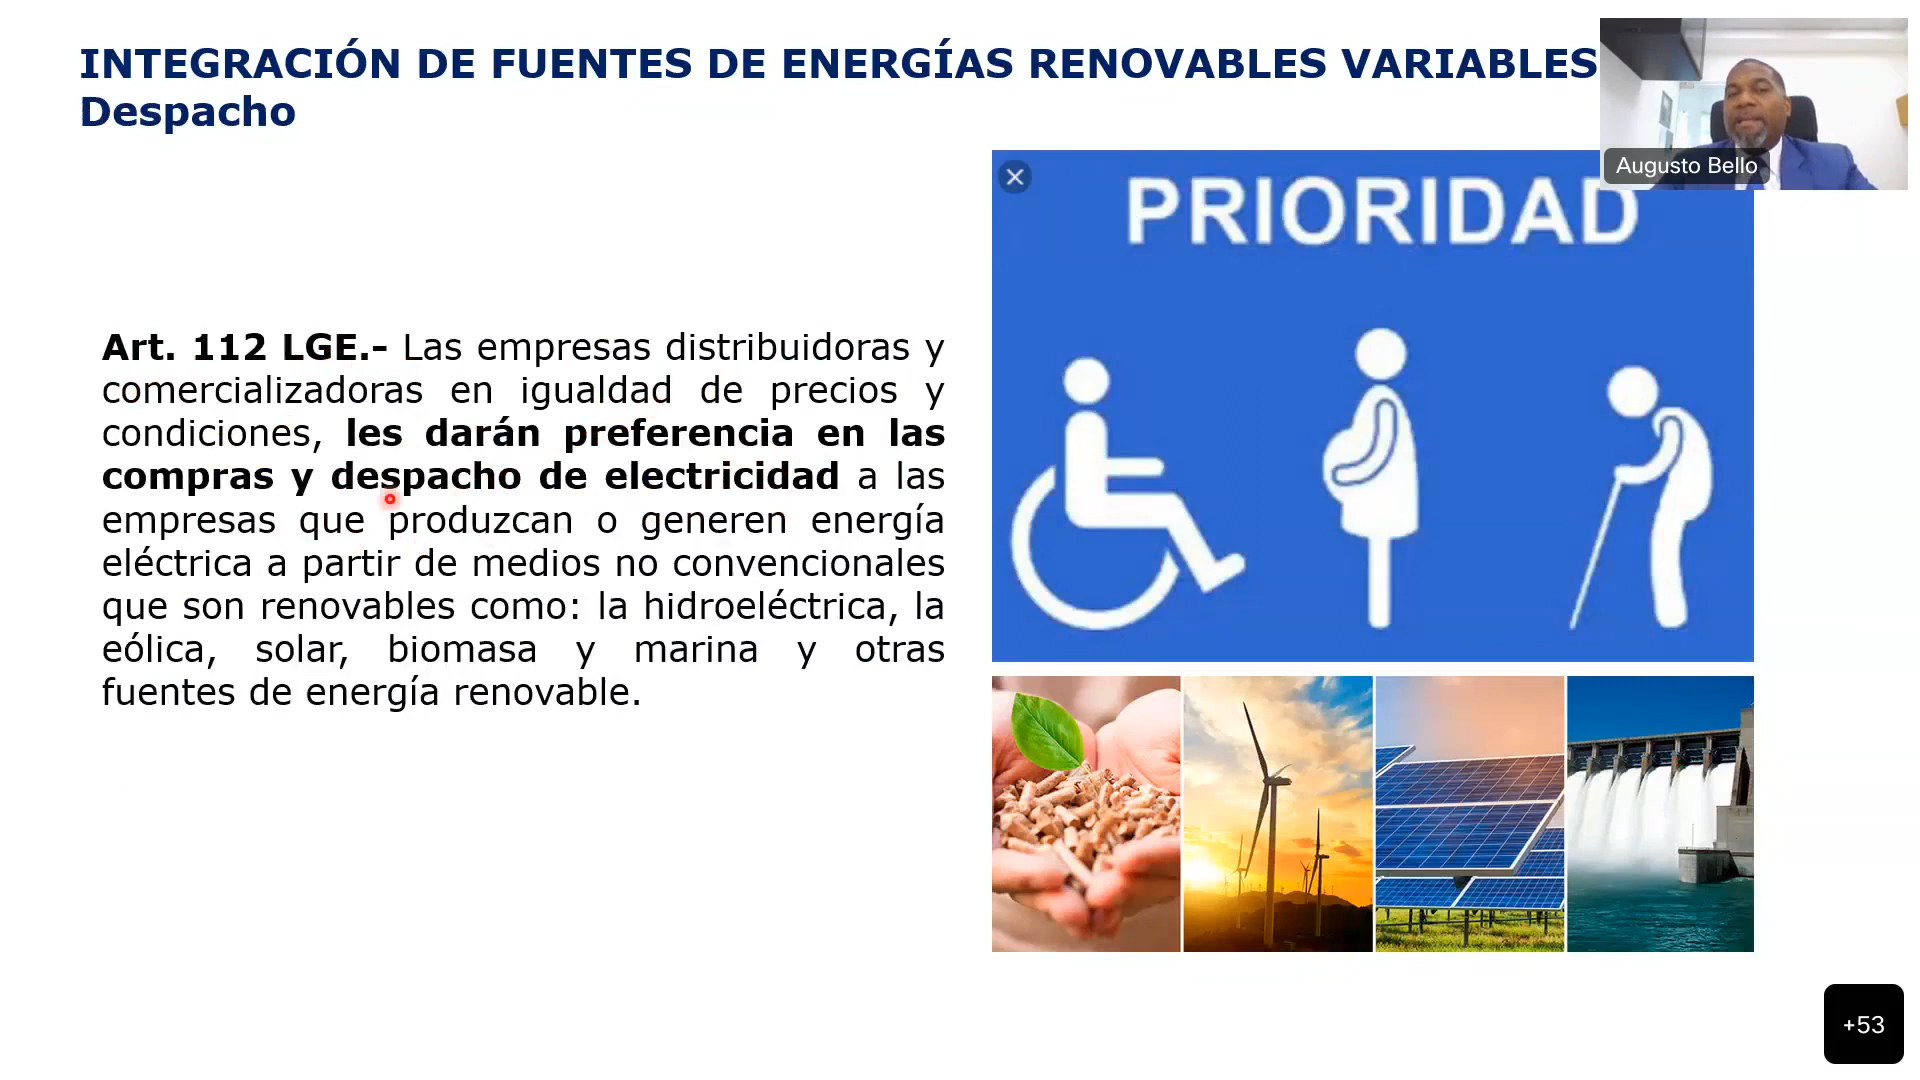 INTEGRACIÓN DE FUENTES DE ENERGÍAS RENOVABLES VARIABLES
Despacho
Augusto Bello
PRIORIDAD
Art. 112 LGE.- Las empresas distribuidoras y
comercializadoras en igualdad de precios y
condiciones, les darán preferencia en las
compras y despacho de electricidad a las
empresas que produzcan o generen energía
eléctrica a partir de medios no convencionales
que son renovables como: la hidroeléctrica, la
eólica, solar, biomasa y marina y otras
fuentes de energía renovable.
+53